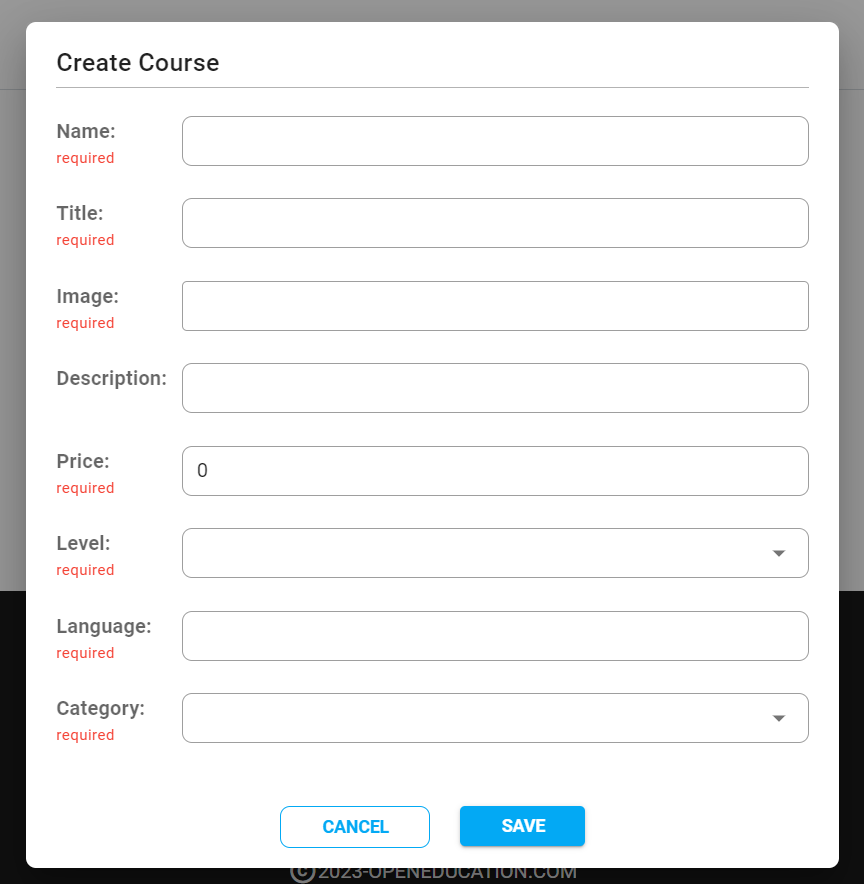 Create Course
Name:
required
Title:
required
Image:
required
Description:
Price:
required
0
Level:
required
Language:
required
Category:
required
CANCEL SAVE
©2023-OPENEDUCATION.COM